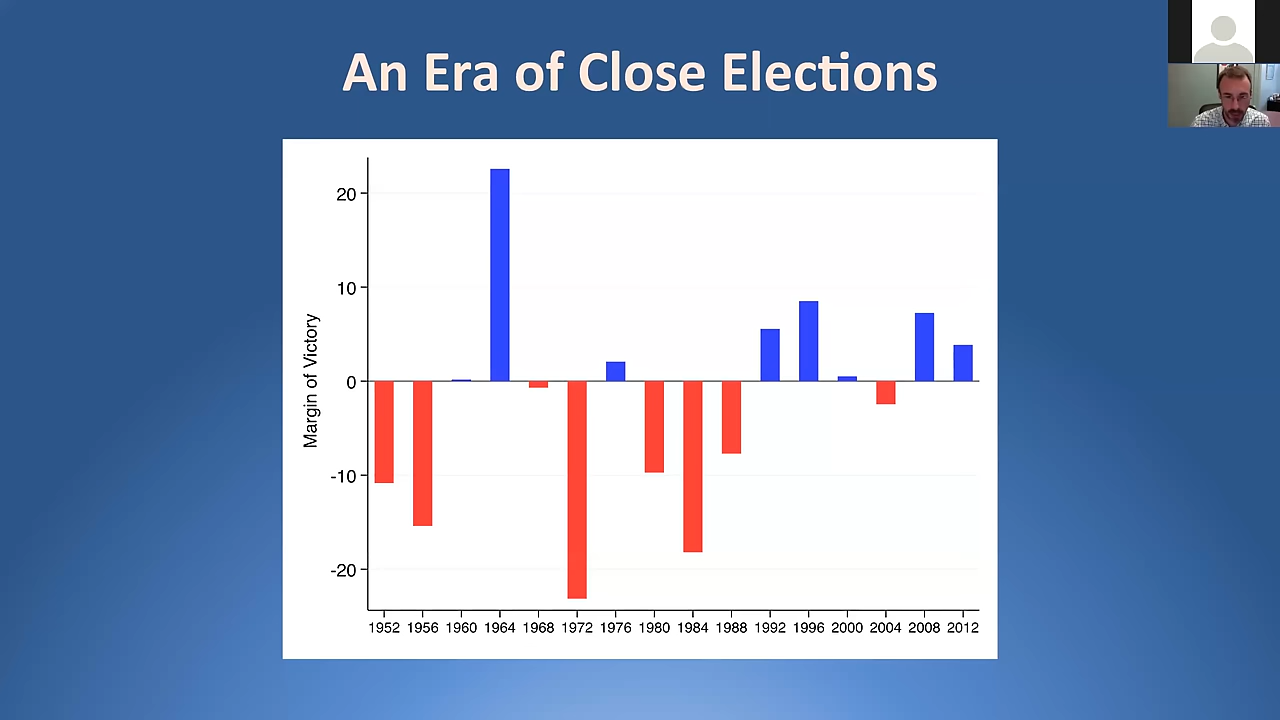 An Era of Close Elections
Margin of Victory
20
10
0
-10
-20
1952 1956 1960 1964 1968 1972 1976 1980 1984 1988 1992 1996 2000 2004 2008 2012